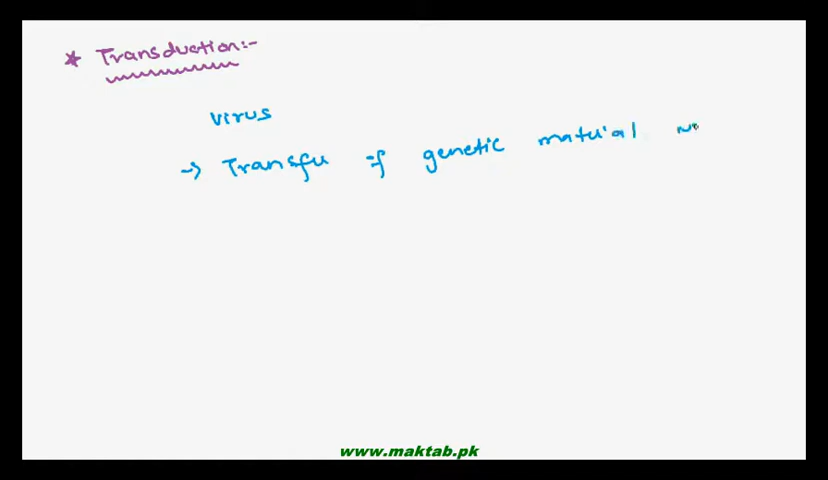 * Transduction:-
Virus
→ Transfer of genetic material
www.maktab.pk